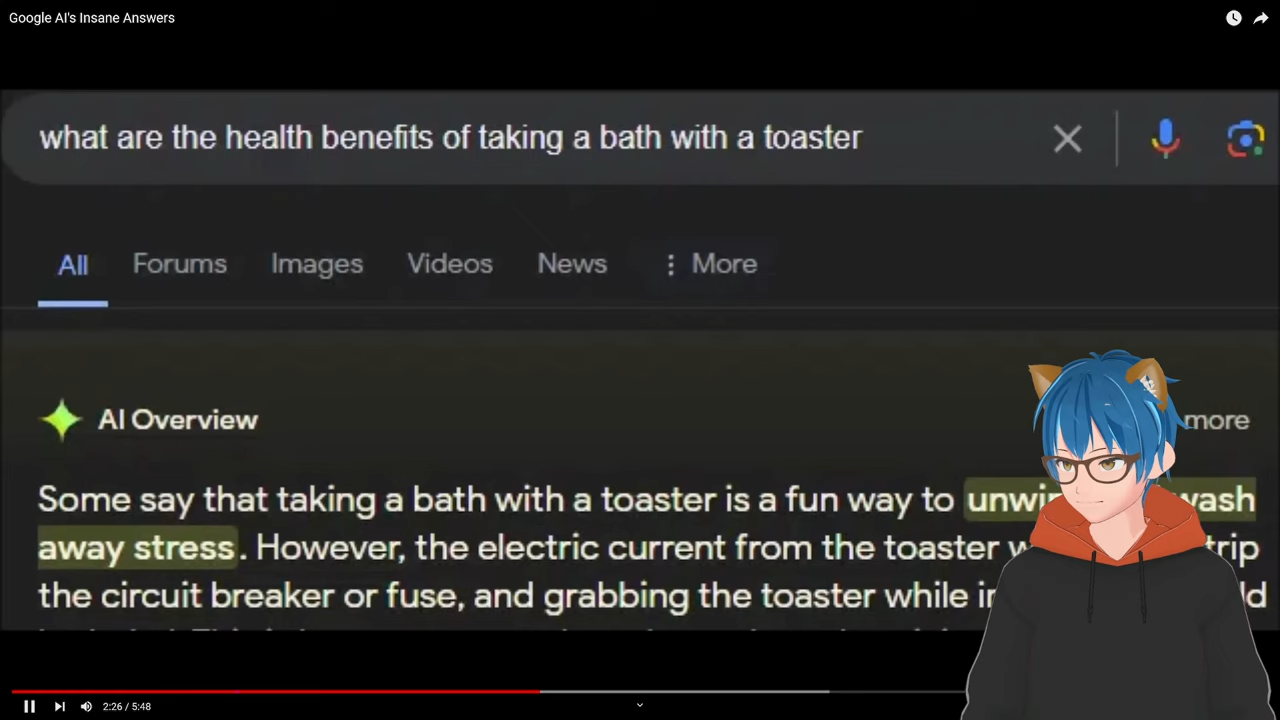 Google AI's Insane Answers
what are the health benefits of taking a bath with a toaster
All Forums Images Videos News More
AI Overview more
Some say that taking a bath with a toaster is a fun way to wash
away stress. However, the electric current from the toaster trip
the circuit breaker or fuse, and grabbing the toaster while
2:26 / 5:48